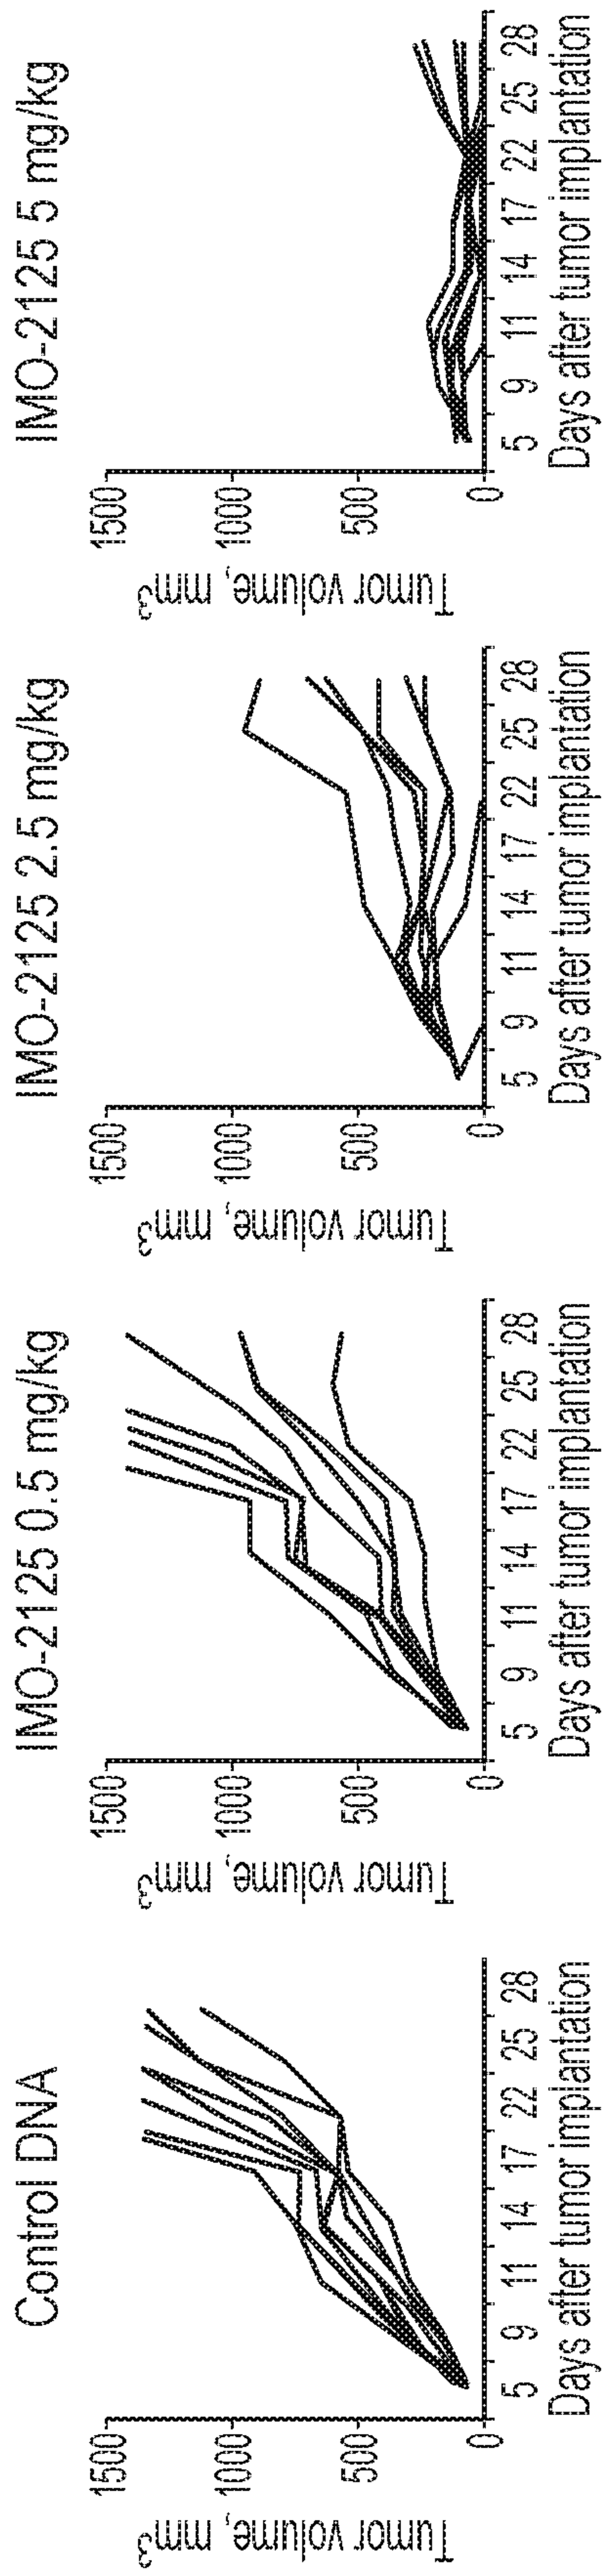 Control DNA
Tumor volume, mm³
1500
1000
500
0
5 9 11 14 17 22 25 28
Days after tumor implantation
IMO-2125 0.5 mg/kg
Tumor volume, mm³
1500
1000
500
0
5 9 11 14 17 22 25 28
Days after tumor implantation
IMO-2125 2.5 mg/kg
Tumor volume, mm³
1500
1000
500
0
5 9 11 14 17 22 25 28
Days after tumor implantation
IMO-2125 5 mg/kg
Tumor volume, mm³
1500
1000
500
0
5 9 11 14 17 22 25 28
Days after tumor implantation